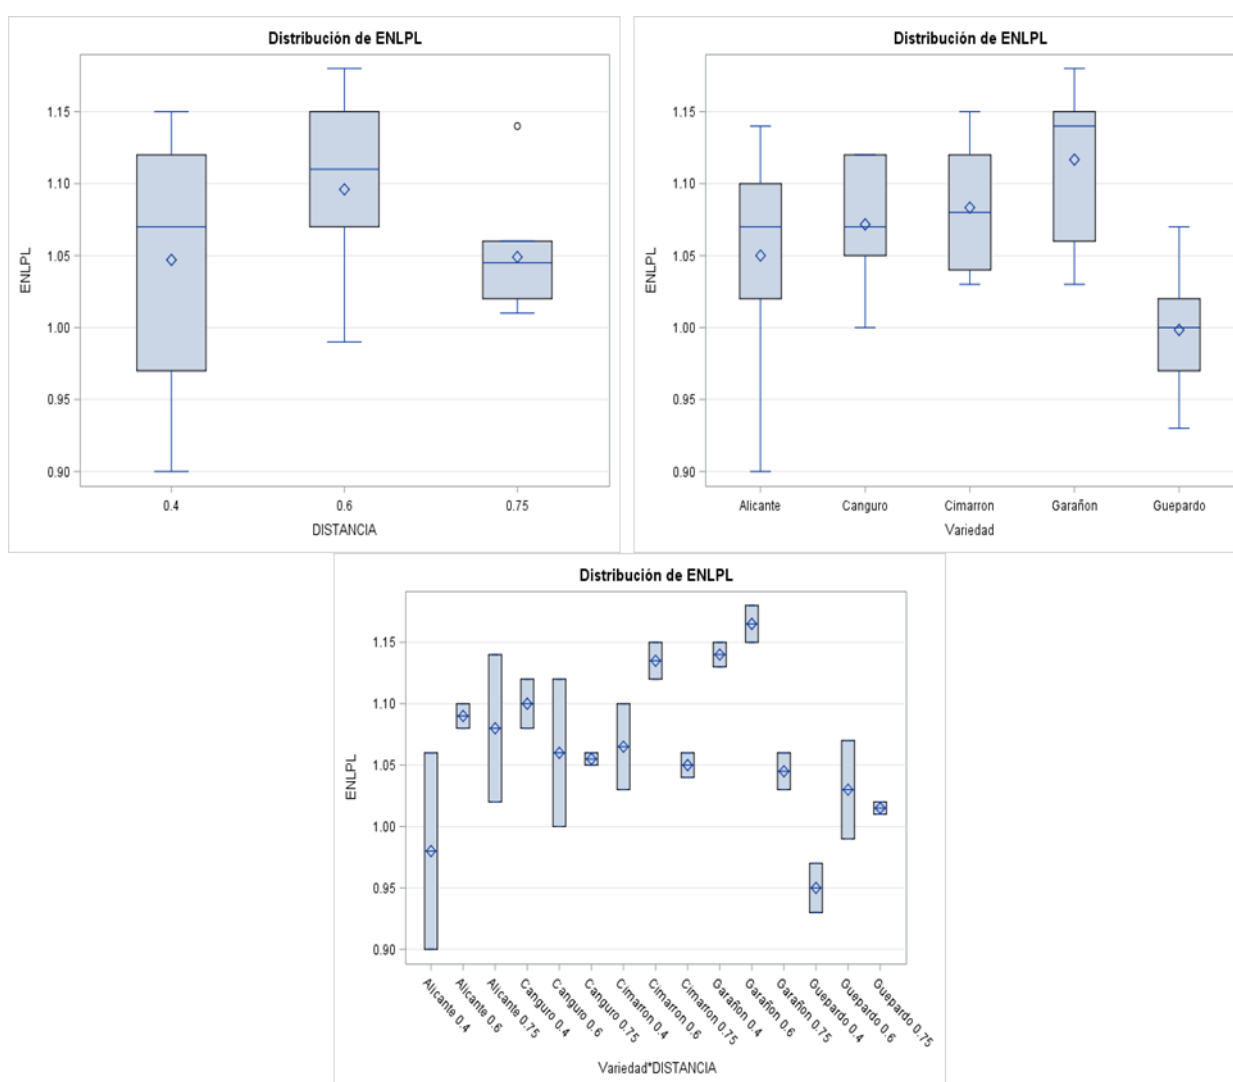 Distribución de ENLPL
1.15
1.10
1.05
1.00
0.95
0.90
ENLPL
0.4 0.6 0.75
DISTANCIA
Distribución de ENLPL
1.15
1.10
1.05
1.00
0.95
0.90
ENLPL
Alicante Canguro Cimarron Garañon Guepardo
Variedad
Distribución de ENLPL
1.15
1.10
1.05
1.00
0.95
0.90
ENLPL
Alicante 0.4
Alicante 0.6
Alicante 0.75
Canguro 0.4
Canguro 0.6
Canguro 0.75
Cimarron 0.4
Cimarron 0.6
Cimarron 0.75
Garañon 0.4
Garañon 0.6
Garañon 0.75
Guepardo 0.4
Guepardo 0.6
Guepardo 0.75
Variedad*DISTANCIA